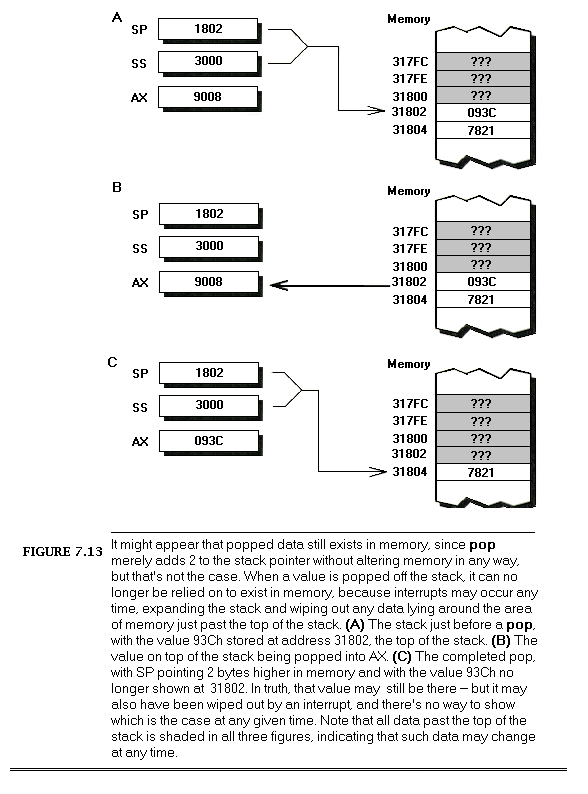 A
SP 1802
SS 3000
AX 9008
Memory
317FC ???
317FE ???
31800 ???
31802 093C
31804 7821
B
SP 1802
SS 3000
AX 9008
Memory
317FC ???
317FE ???
31800 ???
31802 093C
31804 7821
C
SP 1802
SS 3000
AX 093C
Memory
317FC ???
317FE ???
31800 ???
31802 ???
31804 7821
FIGURE 7.13
It might appear that popped data still exists in memory, since pop
merely adds 2 to the stack pointer without altering memory in any way,
but that's not the case. When a value is popped off the stack, it can no
longer be relied on to exist in memory, because interrupts may occur any
time, expanding the stack and wiping out any data lying around the area
of memory just past the top of the stack. (A) The stack just before a pop,
with the value 93Ch stored at address 31802, the top of the stack. (B) The
value on top of the stack being popped into AX. (C) The completed pop,
with SP pointing 2 bytes higher in memory and with the value 93Ch no
longer shown at 31802. In truth, that value may still be there – but it may
also have been wiped out by an interrupt, and there's no way to show
which is the case at any given time. Note that all data past the top of the
stack is shaded in all three figures, indicating that such data may change
at any time.